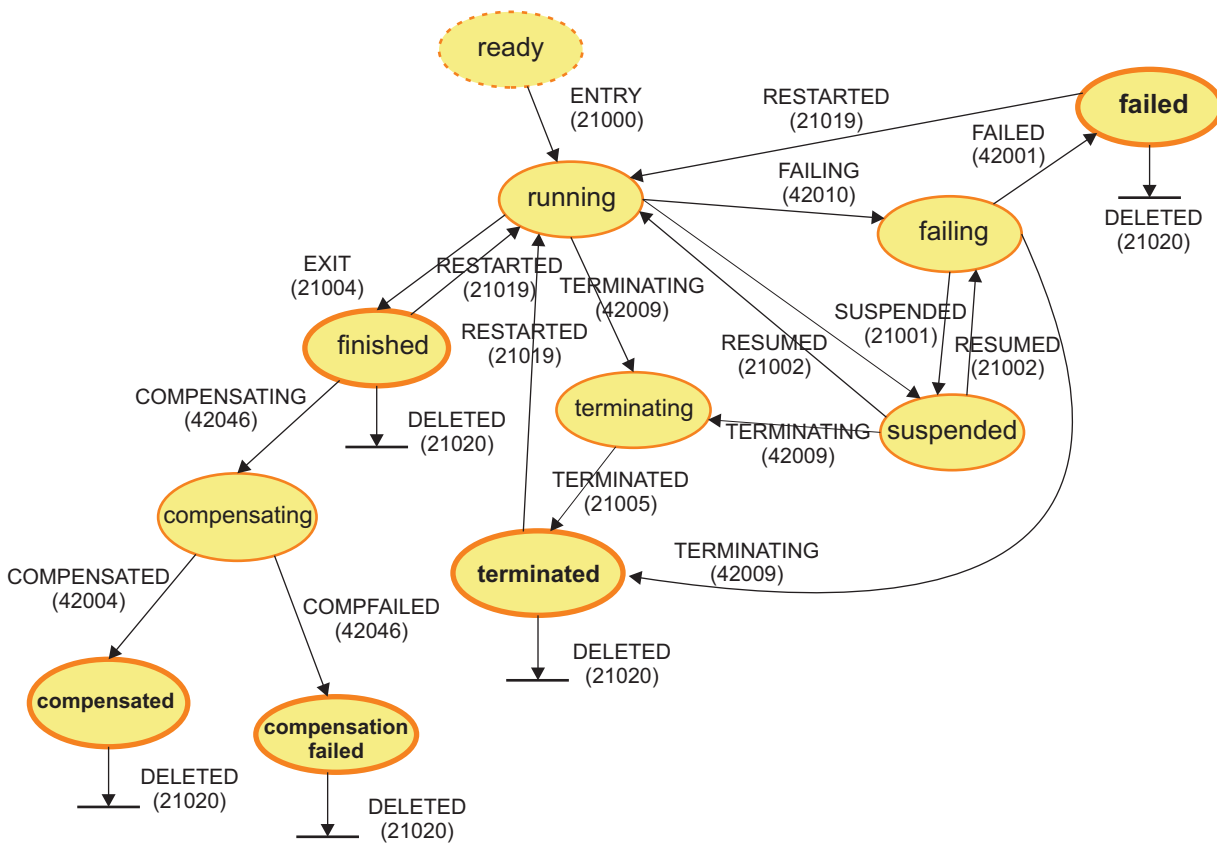 ready
ENTRY
(21000)
RESTARTED
(21019)
failed
FAILED
(42001)
DELETED
(21020)
running
FAILING
(42010)
failing
EXIT
(21004)
RESTARTED
(21019)
TERMINATING
(42009)
SUSPENDED
(21001)
RESUMED
(21002)
RESTARTED
(21019)
RESUMED
(21002)
finished
COMPENSATING
(42046)
DELETED
(21020)
terminating
TERMINATING
(42009)
suspended
TERMINATED
(21005)
compensating
terminated
TERMINATING
(42009)
COMPENSATED
(42004)
COMPFAILED
(42046)
DELETED
(21020)
compensated
compensation
failed
DELETED
(21020)
DELETED
(21020)